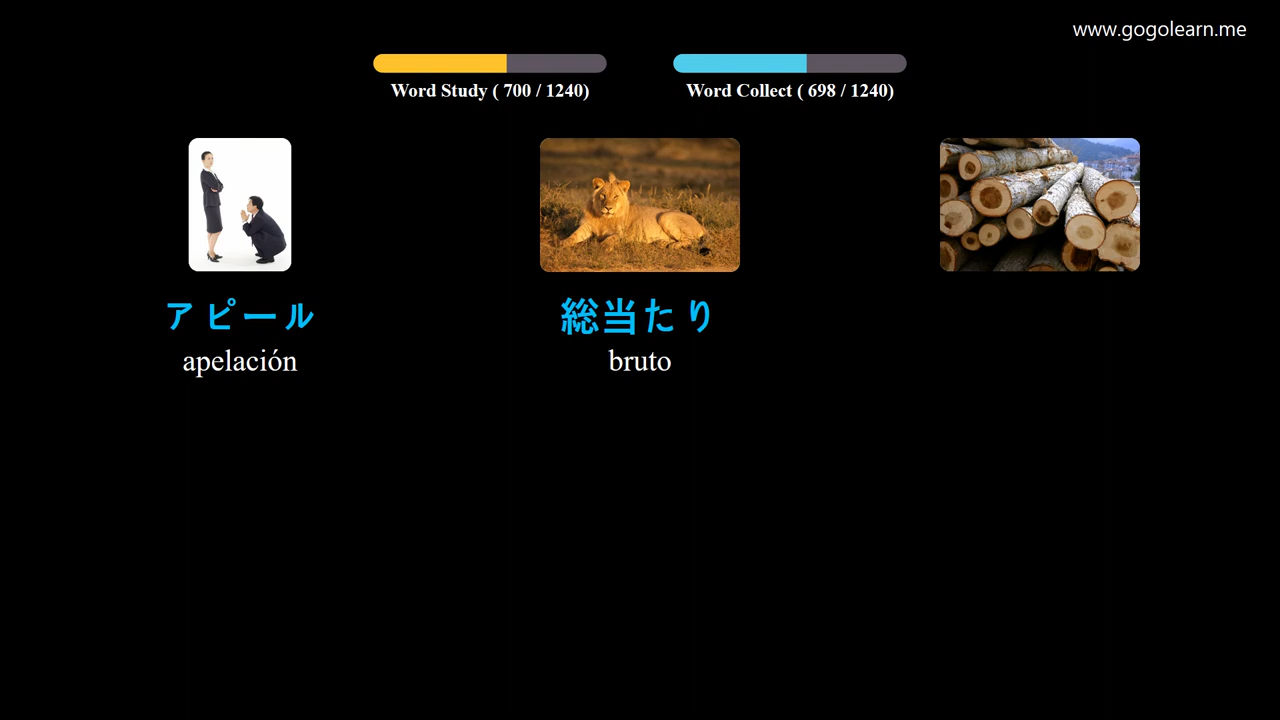 www.gogolearn.me
Word Study ( 700 / 1240)
Word Collect ( 698 / 1240)
アピール
総当たり
apelación
bruto